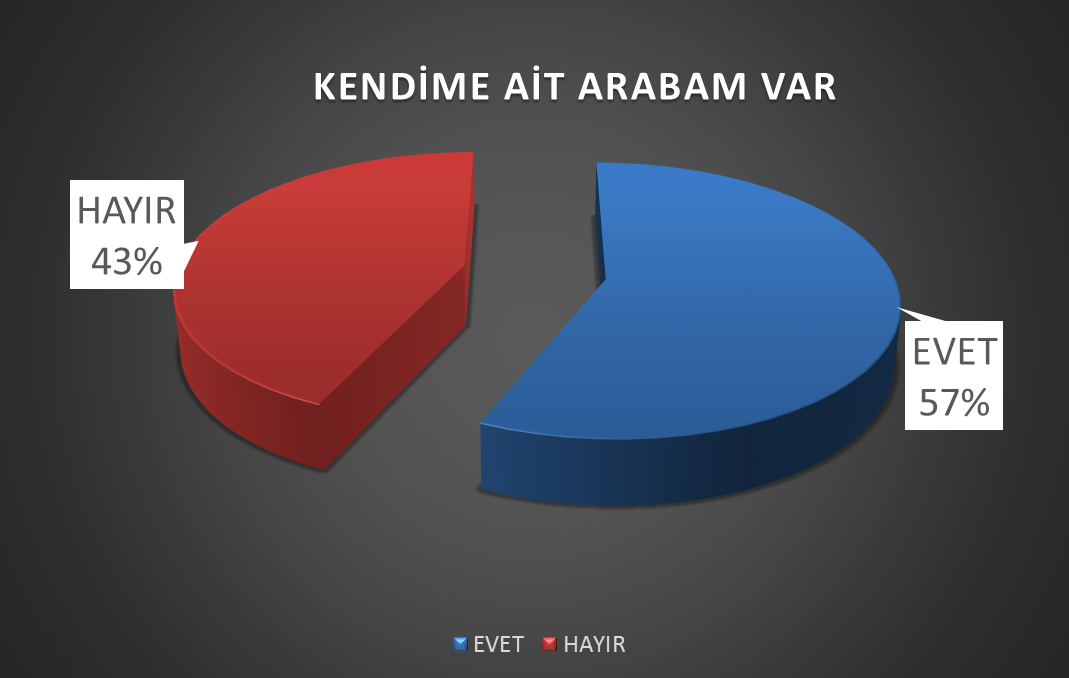 KENDİME AİT ARABAM VAR
HAYIR
43%
EVET
57%
EVET HAYIR